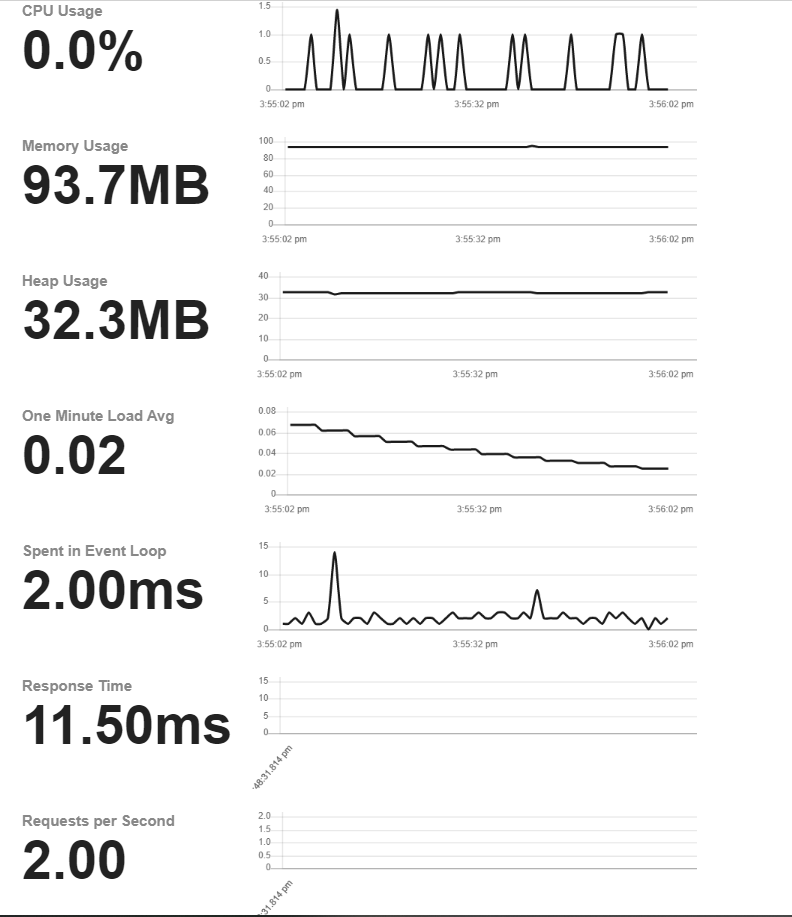 CPU Usage
0.0%
1.5
1.0
0.5
0
3:55:02 pm 3:55:32 pm 3:56:02 pm
Memory Usage
93.7MB
100
80
60
40
20
0
3:55:02 pm 3:55:32 pm 3:56:02 pm
Heap Usage
32.3MB
40
30
20
10
0
3:55:02 pm 3:55:32 pm 3:56:02 pm
One Minute Load Avg
0.02
0.08
0.06
0.04
0.02
0
3:55:02 pm 3:55:32 pm 3:56:02 pm
Spent in Event Loop
2.00ms
15
10
5
0
3:55:02 pm 3:55:32 pm 3:56:02 pm
Response Time
11.50ms
15
10
5
0
-48:31.814 pm
Requests per Second
2.00
2.0
1.5
1.0
0.5
0
:31.814 pm